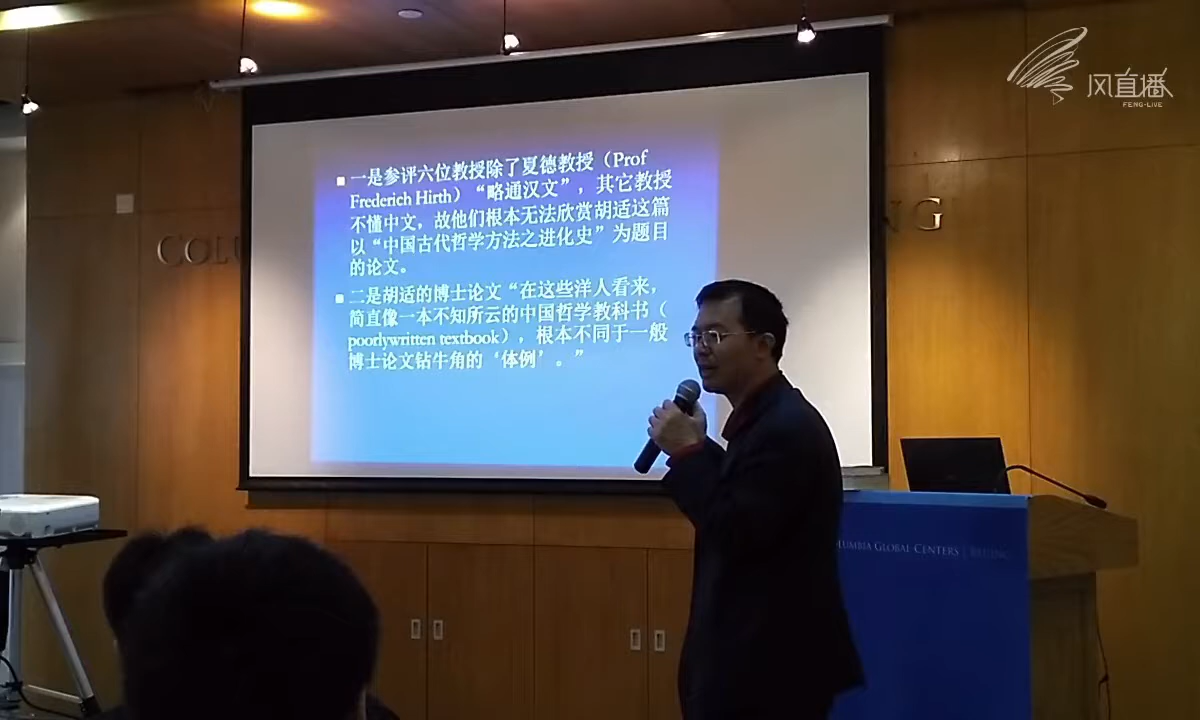 风直播
FENG-LIVE
一是参评六位教授除了夏德教授（Prof
Frederich Hirth）“略通汉文”，其它教授
不懂中文，故他们根本无法欣赏胡适这篇
以“中国古代哲学方法之进化史”为题目
的论文。
二是胡适的博士论文“在这些洋人看来，
简直像一本不知所云的中国哲学教科书（
poorlywritten textbook），根本不同于一般
博士论文钻牛角的‘体例’。”
COLU
NG
LUMBIA GLOBAL CENTERS | BEIJING